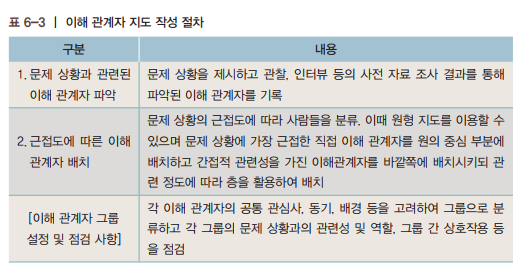 표 6-3 | 이해 관계자 지도 작성 절차
구분
내용
1. 문제 상황과 관련된
이해 관계자 파악
문제 상황을 제시하고 관찰, 인터뷰 등의 사전 자료 조사 결과를 통해
파악된 이해 관계자를 기록
2. 근접도에 따른 이해
관계자 배치
문제 상황의 근접도에 따라 사람들을 분류. 이때 원형 지도를 이용할 수
있으며 문제 상황에 가장 근접한 직접 이해 관계자를 원의 중심 부분에
배치하고 간접적 관련성을 가진 이해관계자를 바깥쪽에 배치시키되 관
련 정도에 따라 층을 활용하여 배치
[이해 관계자 그룹
설정 및 점검 사항]
각 이해 관계자의 공통 관심사, 동기, 배경 등을 고려하여 그룹으로 분
류하고 각 그룹의 문제 상황과의 관련성 및 역할, 그룹 간 상호작용 등
을 점검